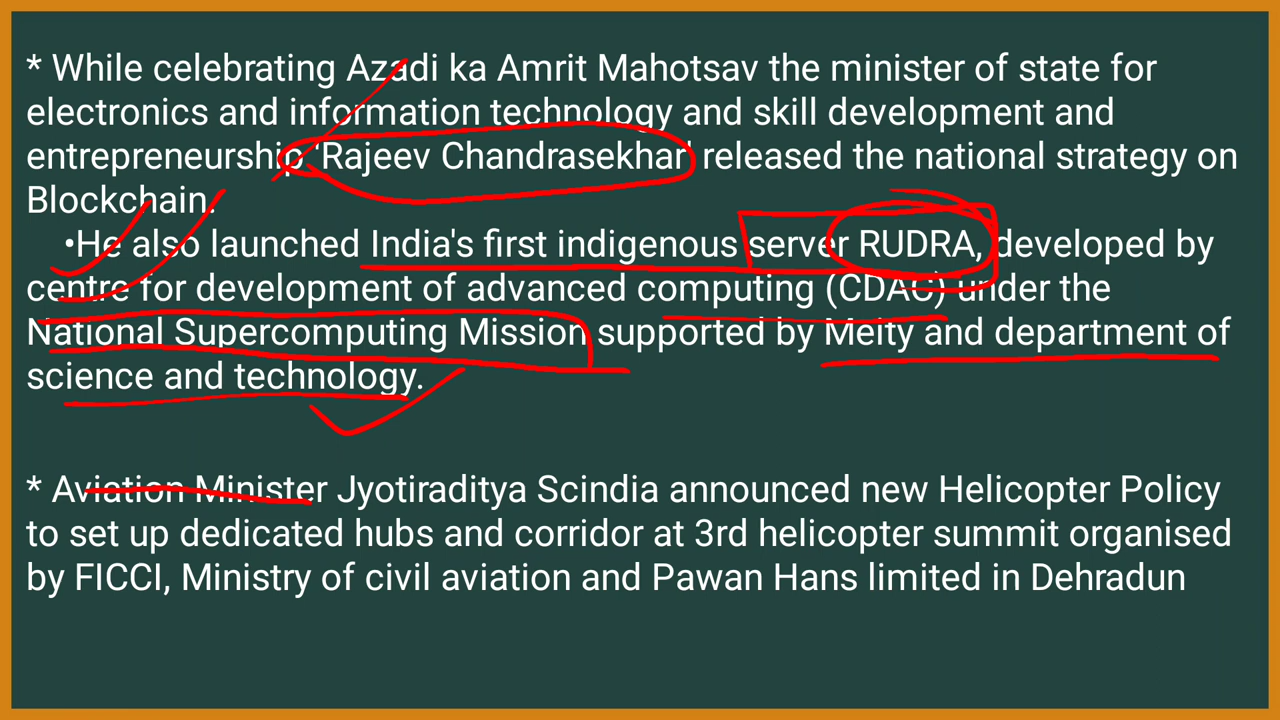 * While celebrating Azadi ka Amrit Mahotsav the minister of state for
electronics and information technology and skill development and
entrepreneurship 'Rajeev Chandrasekhar' released the national strategy on
Blockchain.
•He also launched India's first indigenous server RUDRA, developed by
centre for development of advanced computing (CDAC) under the
National Supercomputing Mission supported by Meity and department of
science and technology.
* Aviation Minister Jyotiraditya Scindia announced new Helicopter Policy
to set up dedicated hubs and corridor at 3rd helicopter summit organised
by FICCI, Ministry of civil aviation and Pawan Hans limited in Dehradun